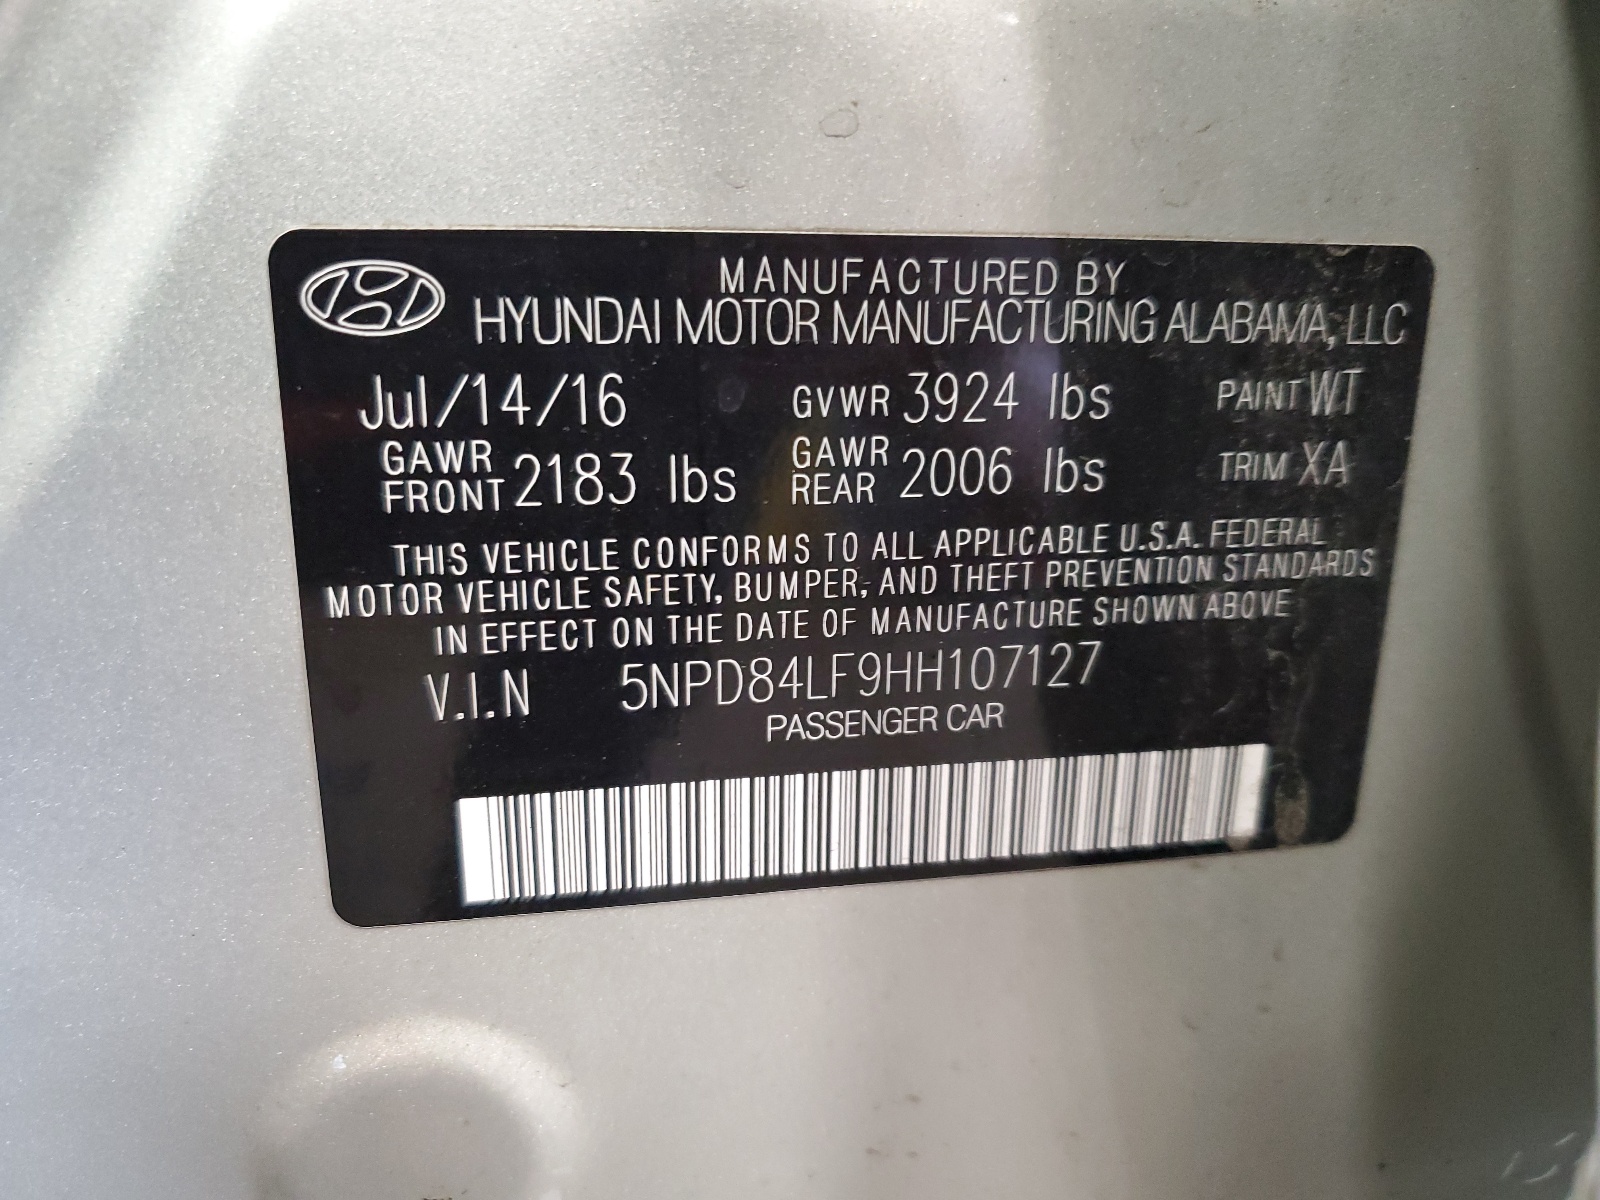 MANUFACTURED BY
HYUNDAI MOTOR MANUFACTURING ALABAMA, LLC
Jul/14/16 GVWR 3924 lbs PAINT WT
GAWR FRONT 2183 lbs GAWR REAR 2006 lbs TRIM XA
THIS VEHICLE CONFORMS TO ALL APPLICABLE U.S.A. FEDERAL
MOTOR VEHICLE SAFETY, BUMPER, AND THEFT PREVENTION STANDARDS
IN EFFECT ON THE DATE OF MANUFACTURE SHOWN ABOVE
V.I.N 5NPD84LF9HH107127
PASSENGER CAR